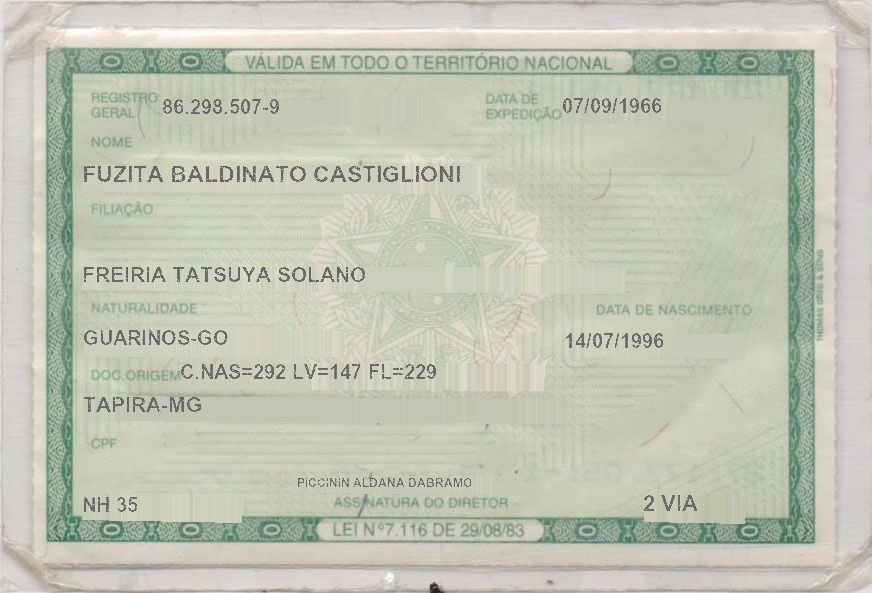 VÁLIDA EM TODO O TERRITÓRIO NACIONAL
REGISTRO GERAL 86.298.507-9 DATA DE EXPEDIÇÃO 07/09/1966
NOME
FUZITA BALDINATO CASTIGLIONI
FILIAÇÃO
FREIRIA TATSUYA SOLANO
NATURALIDADE DATA DE NASCIMENTO
GUARINOS-GO 14/07/1996
DOC.ORIGEM C.NAS=292 LV=147 FL=229
TAPIRA-MG
CPF
PiCCiNiN ALDANA DABRAMO
NH 35 ASSINATURA DO DIRETOR 2 VIA
LEI Nº7.116 DE 29/08/83
THOMAS GREG & SONS